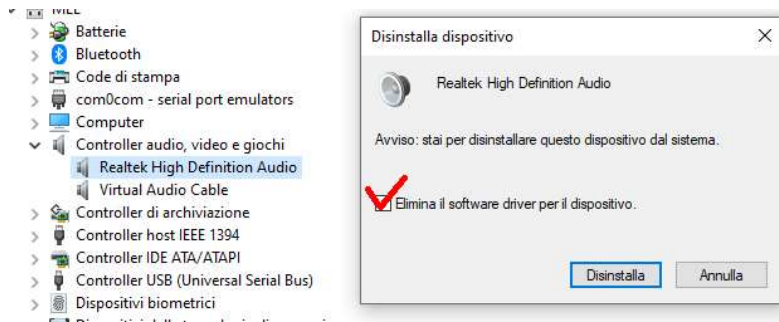 Batterie
Bluetooth
Code di stampa
com0com - serial port emulators
Computer
Controller audio, video e giochi
Realtek High Definition Audio
Virtual Audio Cable
Controller di archiviazione
Controller host IEEE 1394
Controller IDE ATA/ATAPI
Controller USB (Universal Serial Bus)
Dispositivi biometrici
Disinstalla dispositivo
Realtek High Definition Audio
Avviso: stai per disinstallare questo dispositivo dal sistema.
Elimina il software driver per il dispositivo.
Disinstalla
Annulla